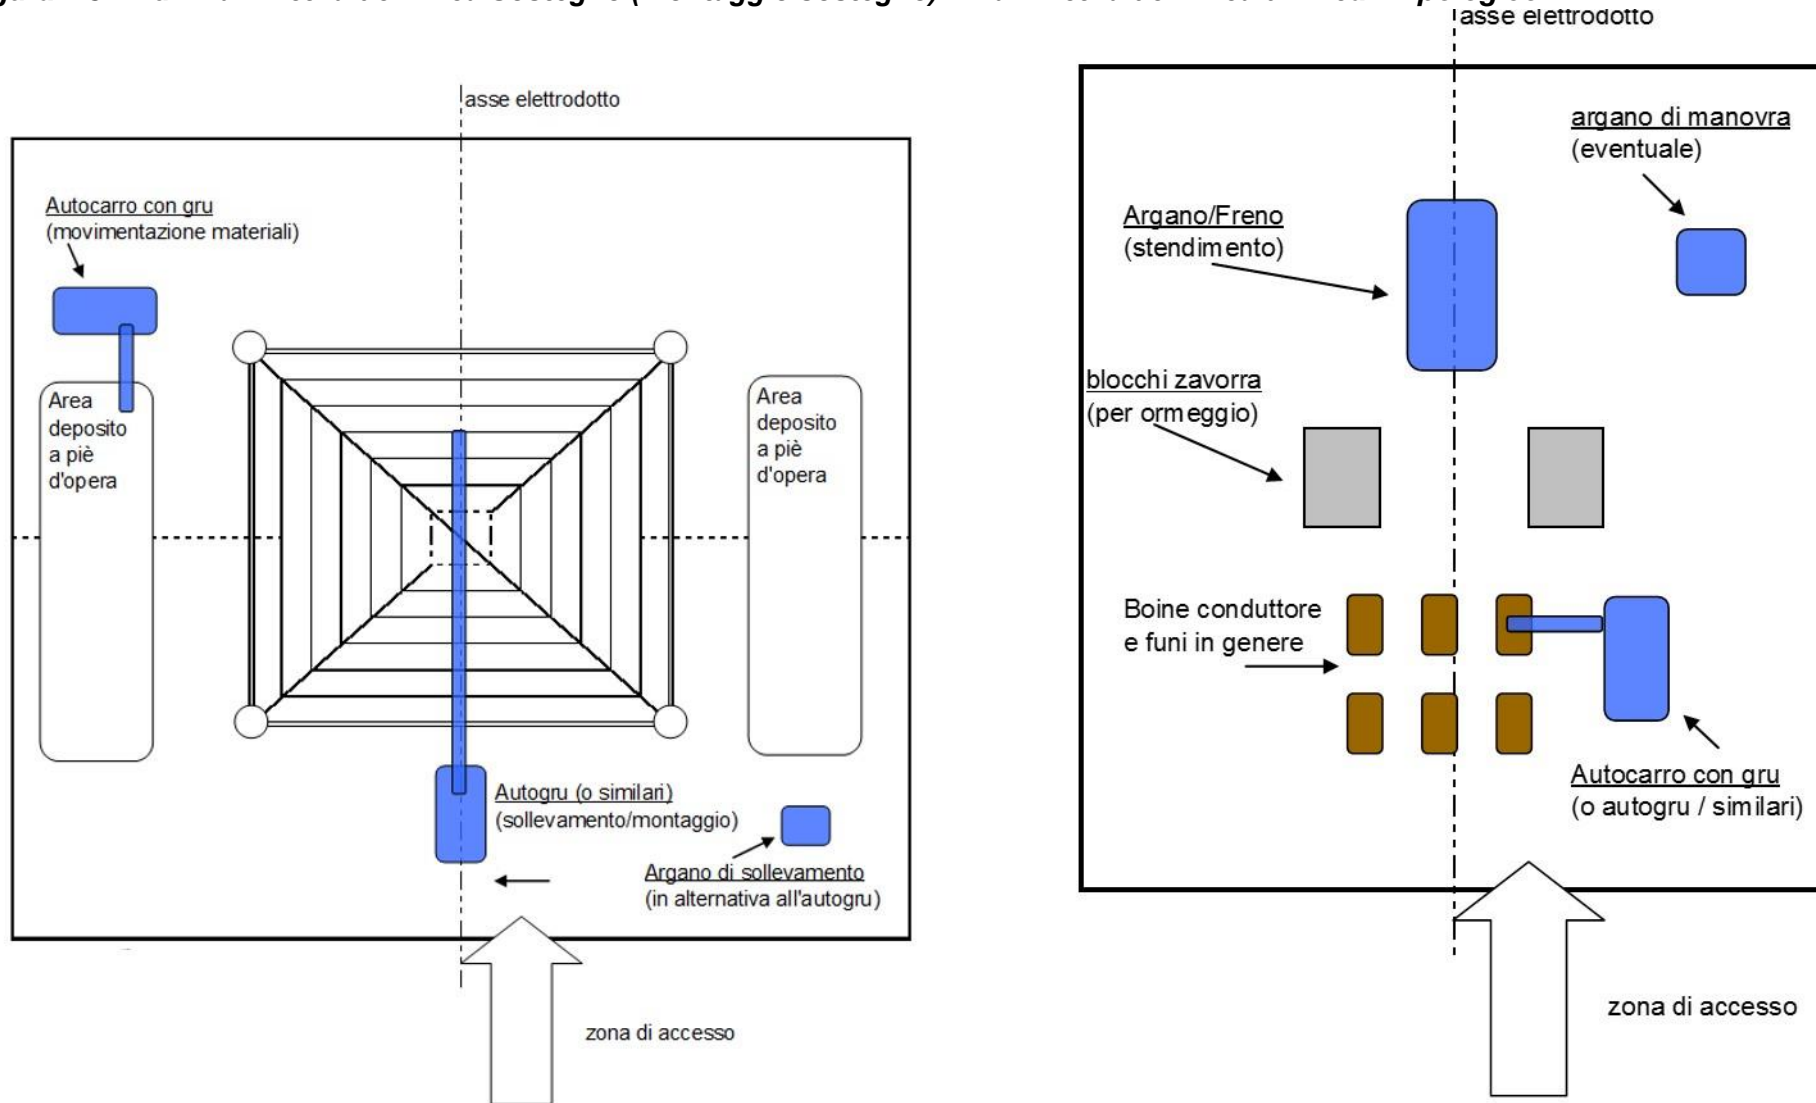 asse elettrodotto
Autocarro con gru
(movimentazione materiali)
Area
deposito
a piè
d'opera
Area
deposito
a piè
d'opera
Autogru (o similari)
(sollevamento/montaggio)
Argano di sollevamento
(in alternativa all'autogru)
zona di accesso
asse elettrodotto
argano di manovra
(eventuale)
Argano/Freno
(stendimento)
blocchi zavorra
(per ormeggio)
Boine conduttore
e funi in genere
Autocarro con gru
(o autogru / similari)
zona di accesso